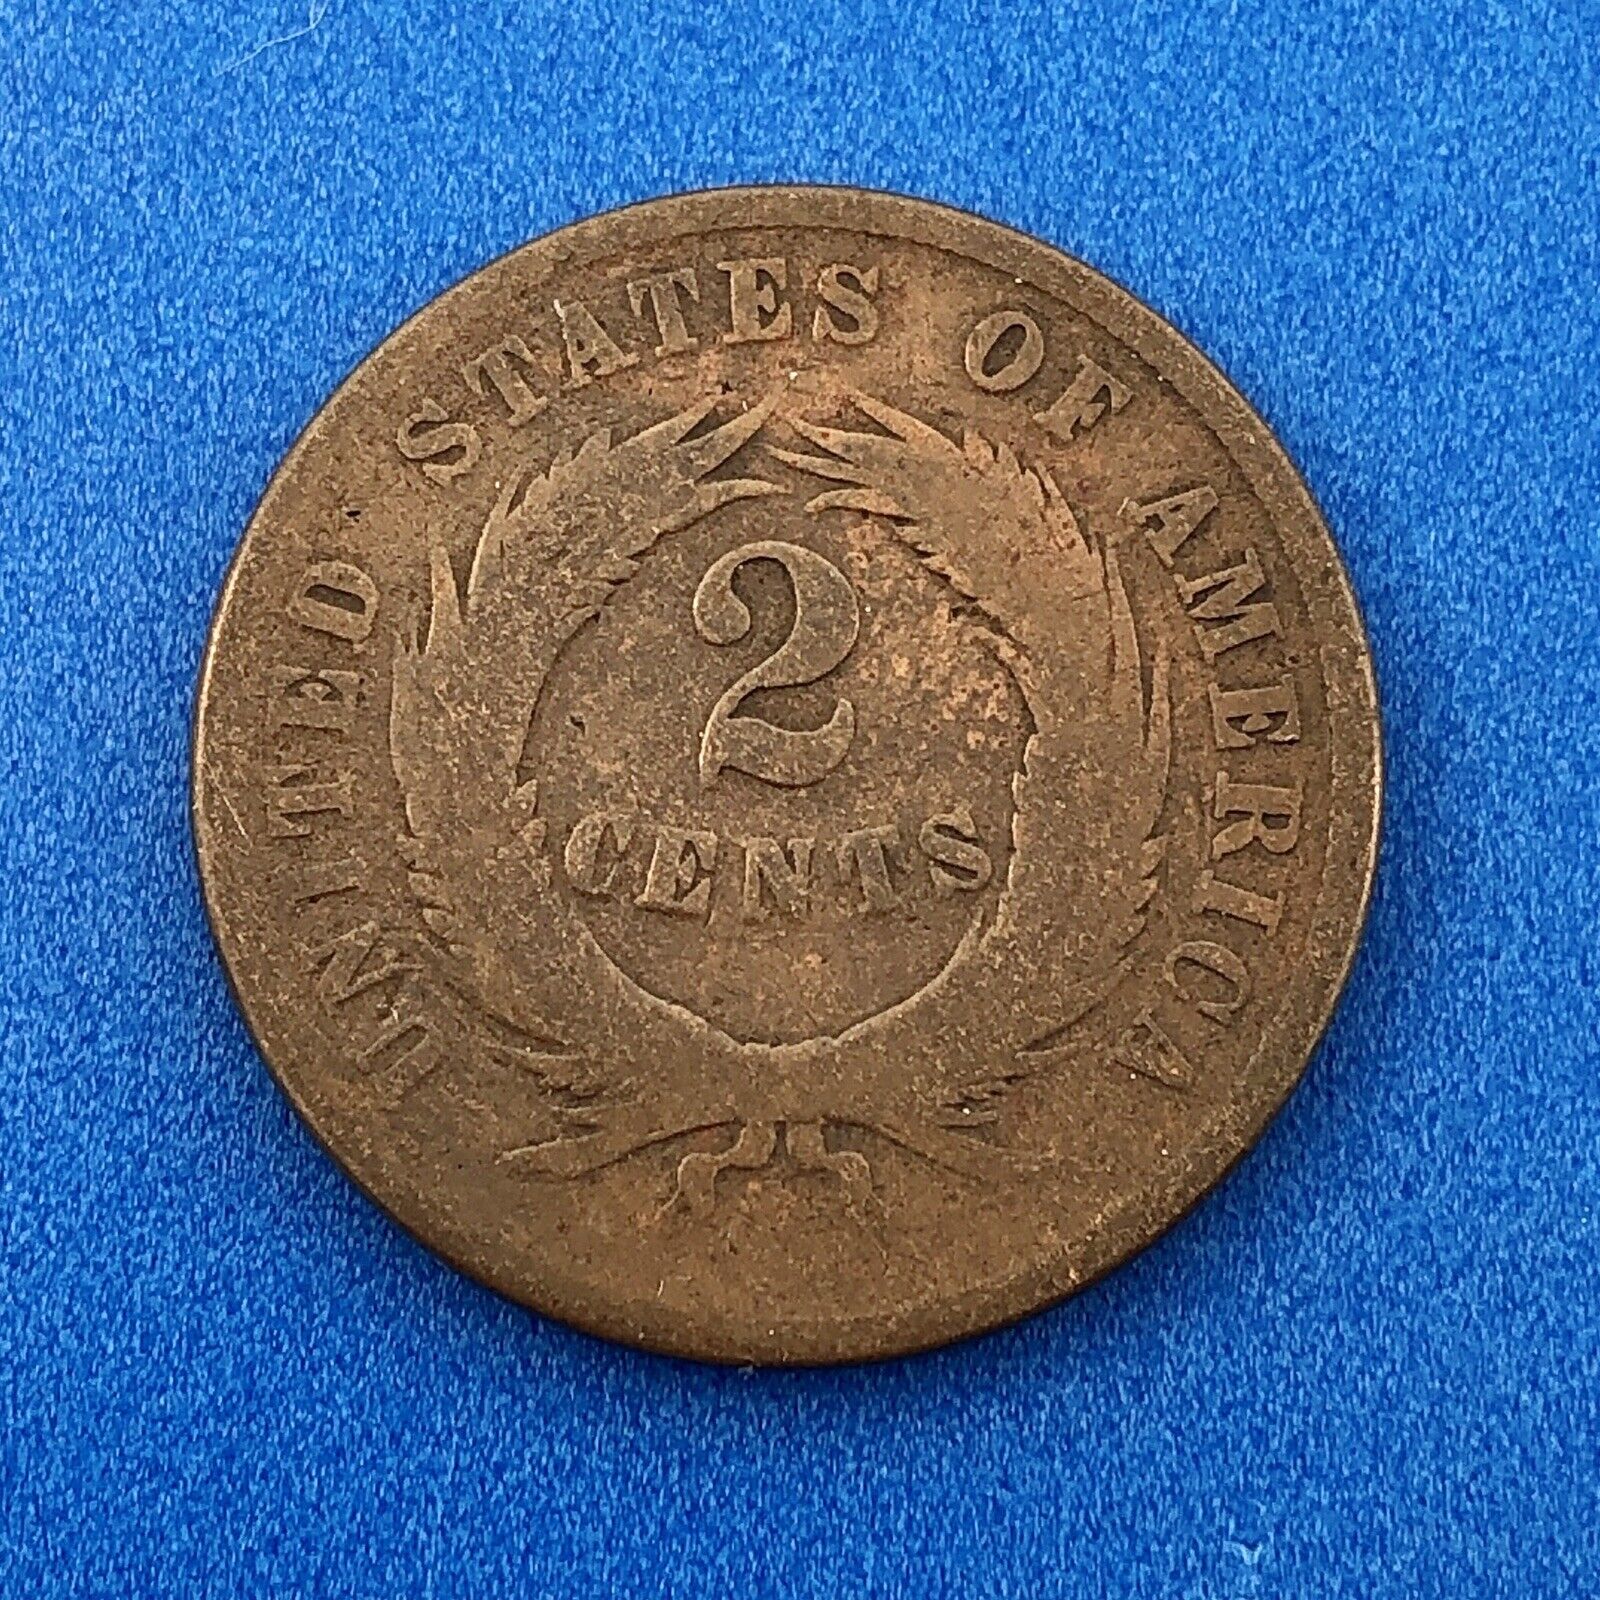 UNITED STATES OF AMERICA
2
CENTS